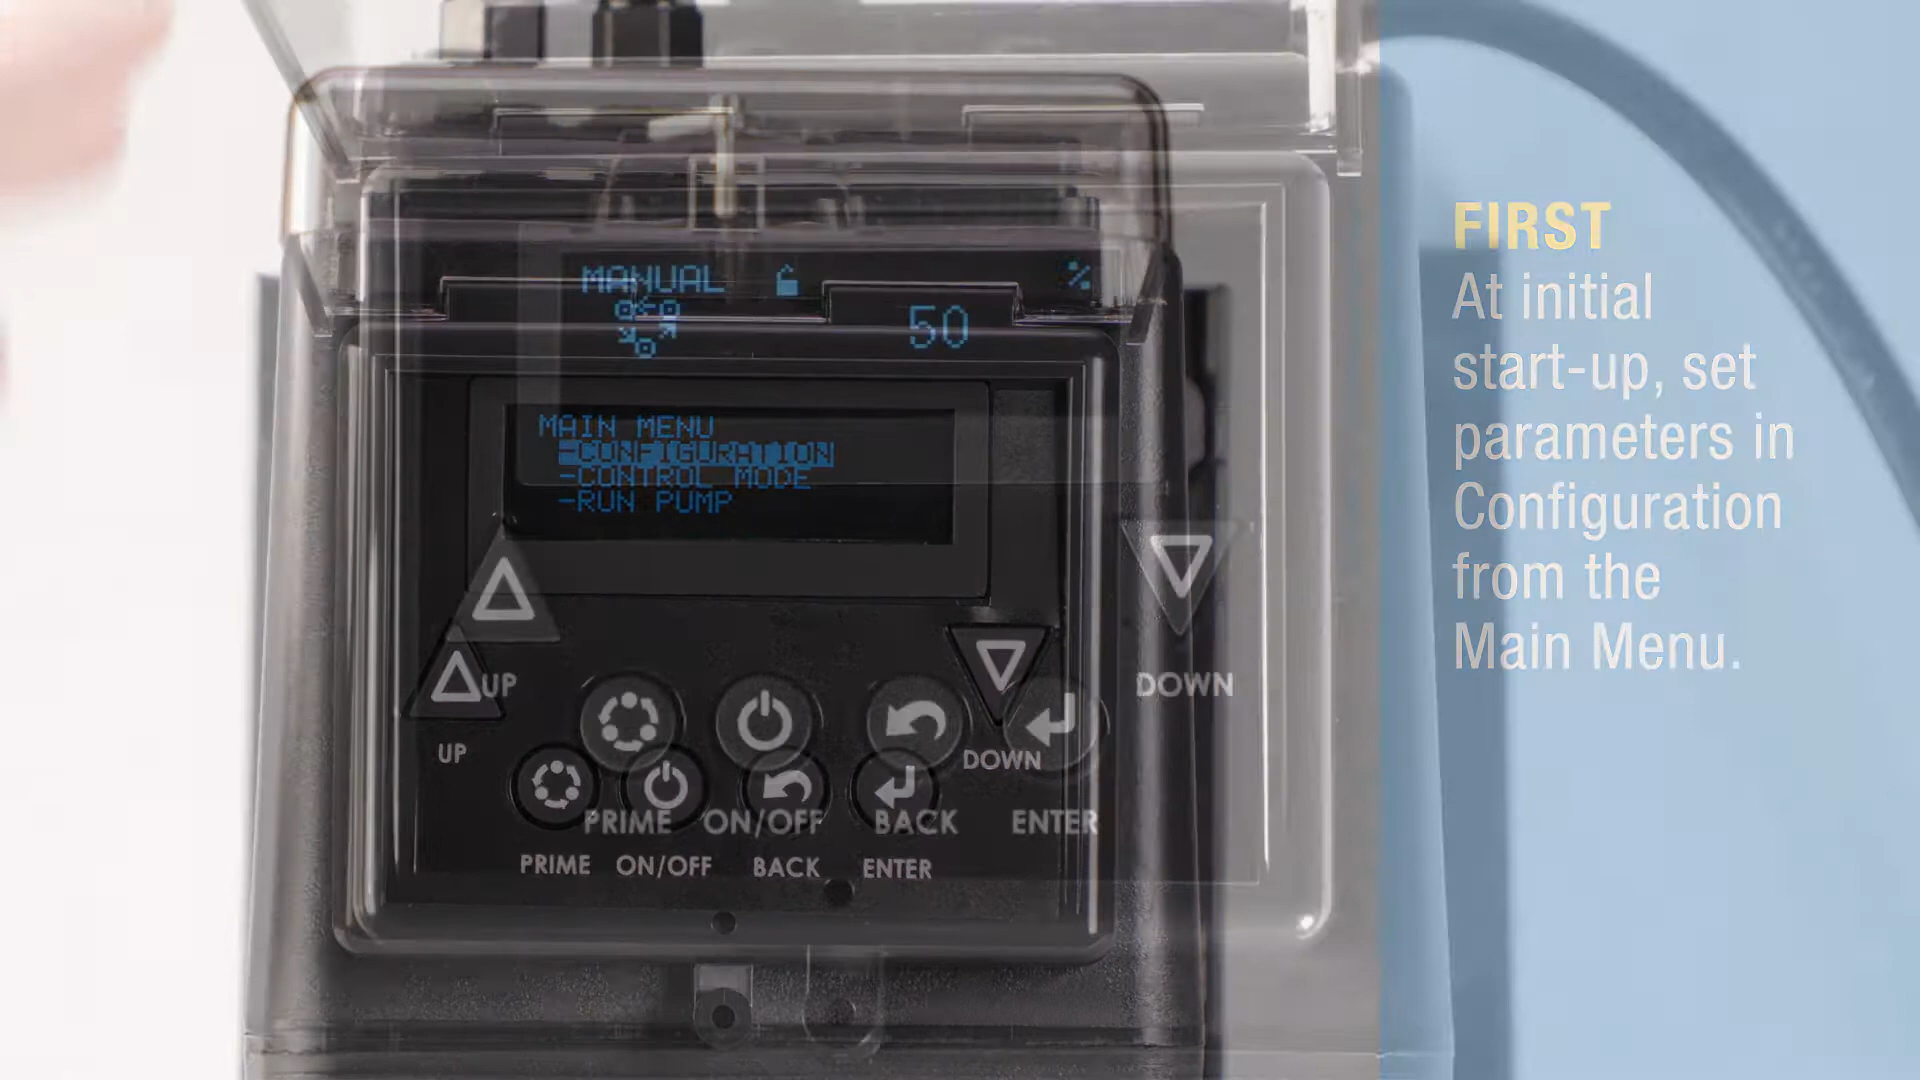 MANUAL %
50
MAIN MENU
-CONFIGURATION
-CONTROL MODE
-RUN PUMP
UP
DOWN
UP
DOWN
PRIME ON/OFF BACK ENTER
PRIME ON/OFF BACK ENTER
FIRST
At initial
start-up, set
parameters in
Configuration
from the
Main Menu.